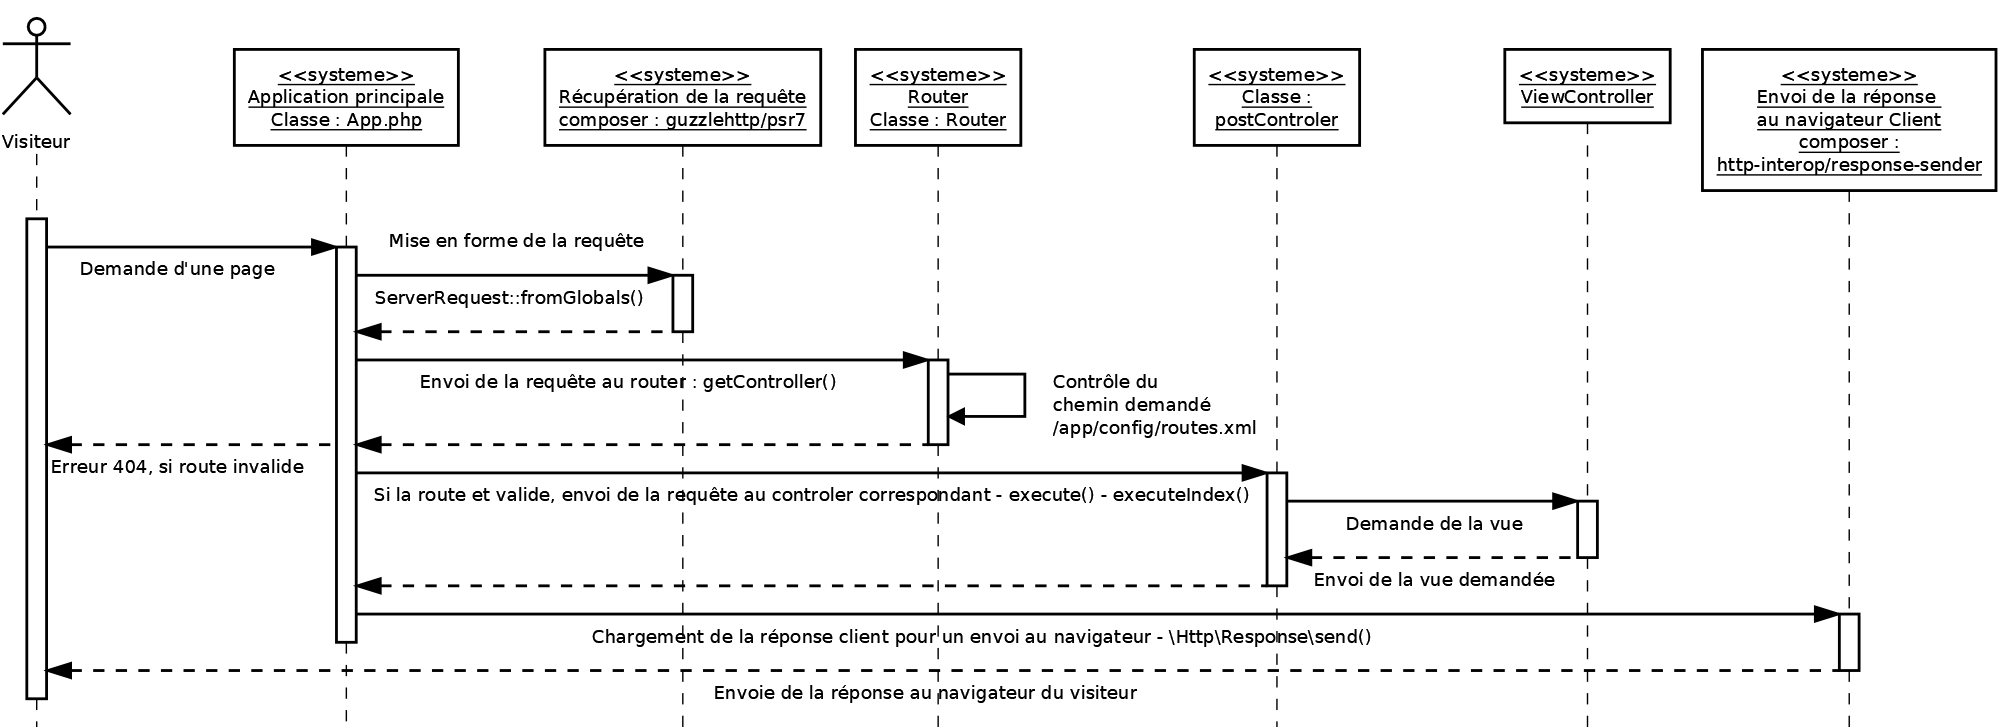 Visiteur
<<systeme>>
Application principale
Classe : App.php
<<systeme>>
Récupération de la requête
composer : guzzlehttp/psr7
<<systeme>>
Router
Classe : Router
<<systeme>>
Classe :
postControler
<<systeme>>
ViewController
<<systeme>>
Envoi de la réponse
au navigateur Client
composer :
http-interop/response-sender
Mise en forme de la requête
Demande d'une page
ServerRequest::fromGlobals()
Envoi de la requête au router : getController()
Contrôle du
chemin demandé
/app/config/routes.xml
Erreur 404, si route invalide
Si la route et valide, envoi de la requête au controler correspondant - execute() - executeIndex()
Demande de la vue
Envoi de la vue demandée
Chargement de la réponse client pour un envoi au navigateur - \Http\Response\send()
Envoie de la réponse au navigateur du visiteur